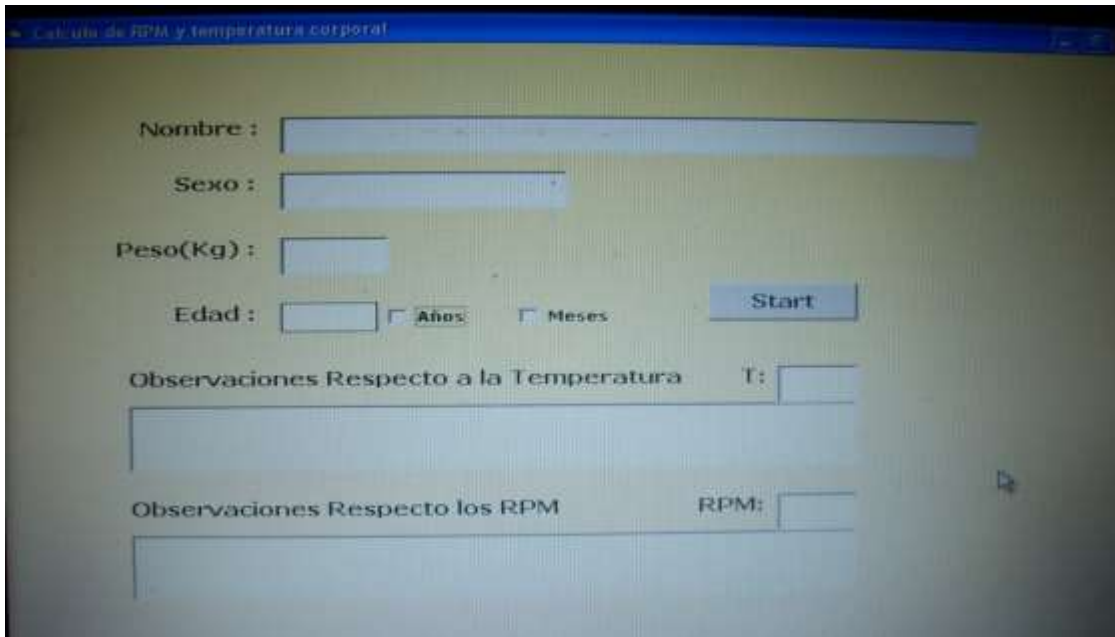 Calculo de RPM y temperatura corporal
Nombre :
Sexo :
Peso(Kg) :
Edad :
Años
Meses
Start
Observaciones Respecto a la Temperatura
T:
Observaciones Respecto los RPM
RPM: